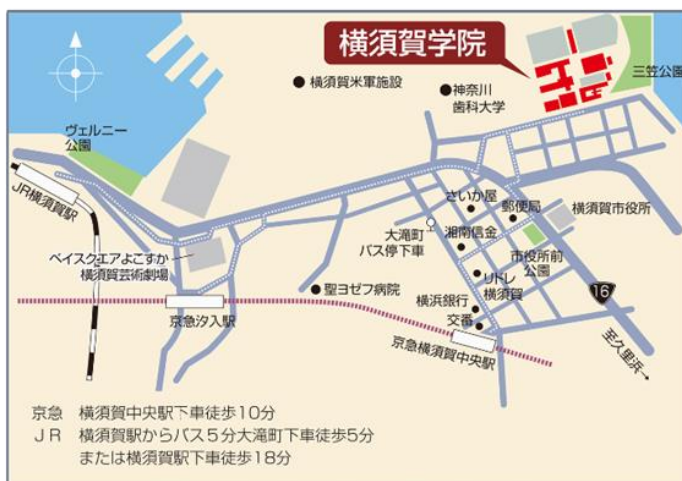 横須賀学院
三笠公園
横須賀米軍施設
神奈川
歯科大学
ヴェルニー
公園
JR横須賀駅
さいか屋
郵便局
横須賀市役所
大滝町
バス停下車
湘南信金
市役所前
公園
ベイスクエアよこすか
横須賀芸術劇場
リドレ
横須賀
聖ヨゼフ病院
横浜銀行
16
京急汐入駅
交番
京急横須賀中央駅
至久里浜→
京急 横須賀中央駅下車徒歩10分
JR 横須賀駅からバス5分大滝町下車徒歩5分
または横須賀駅下車徒歩18分